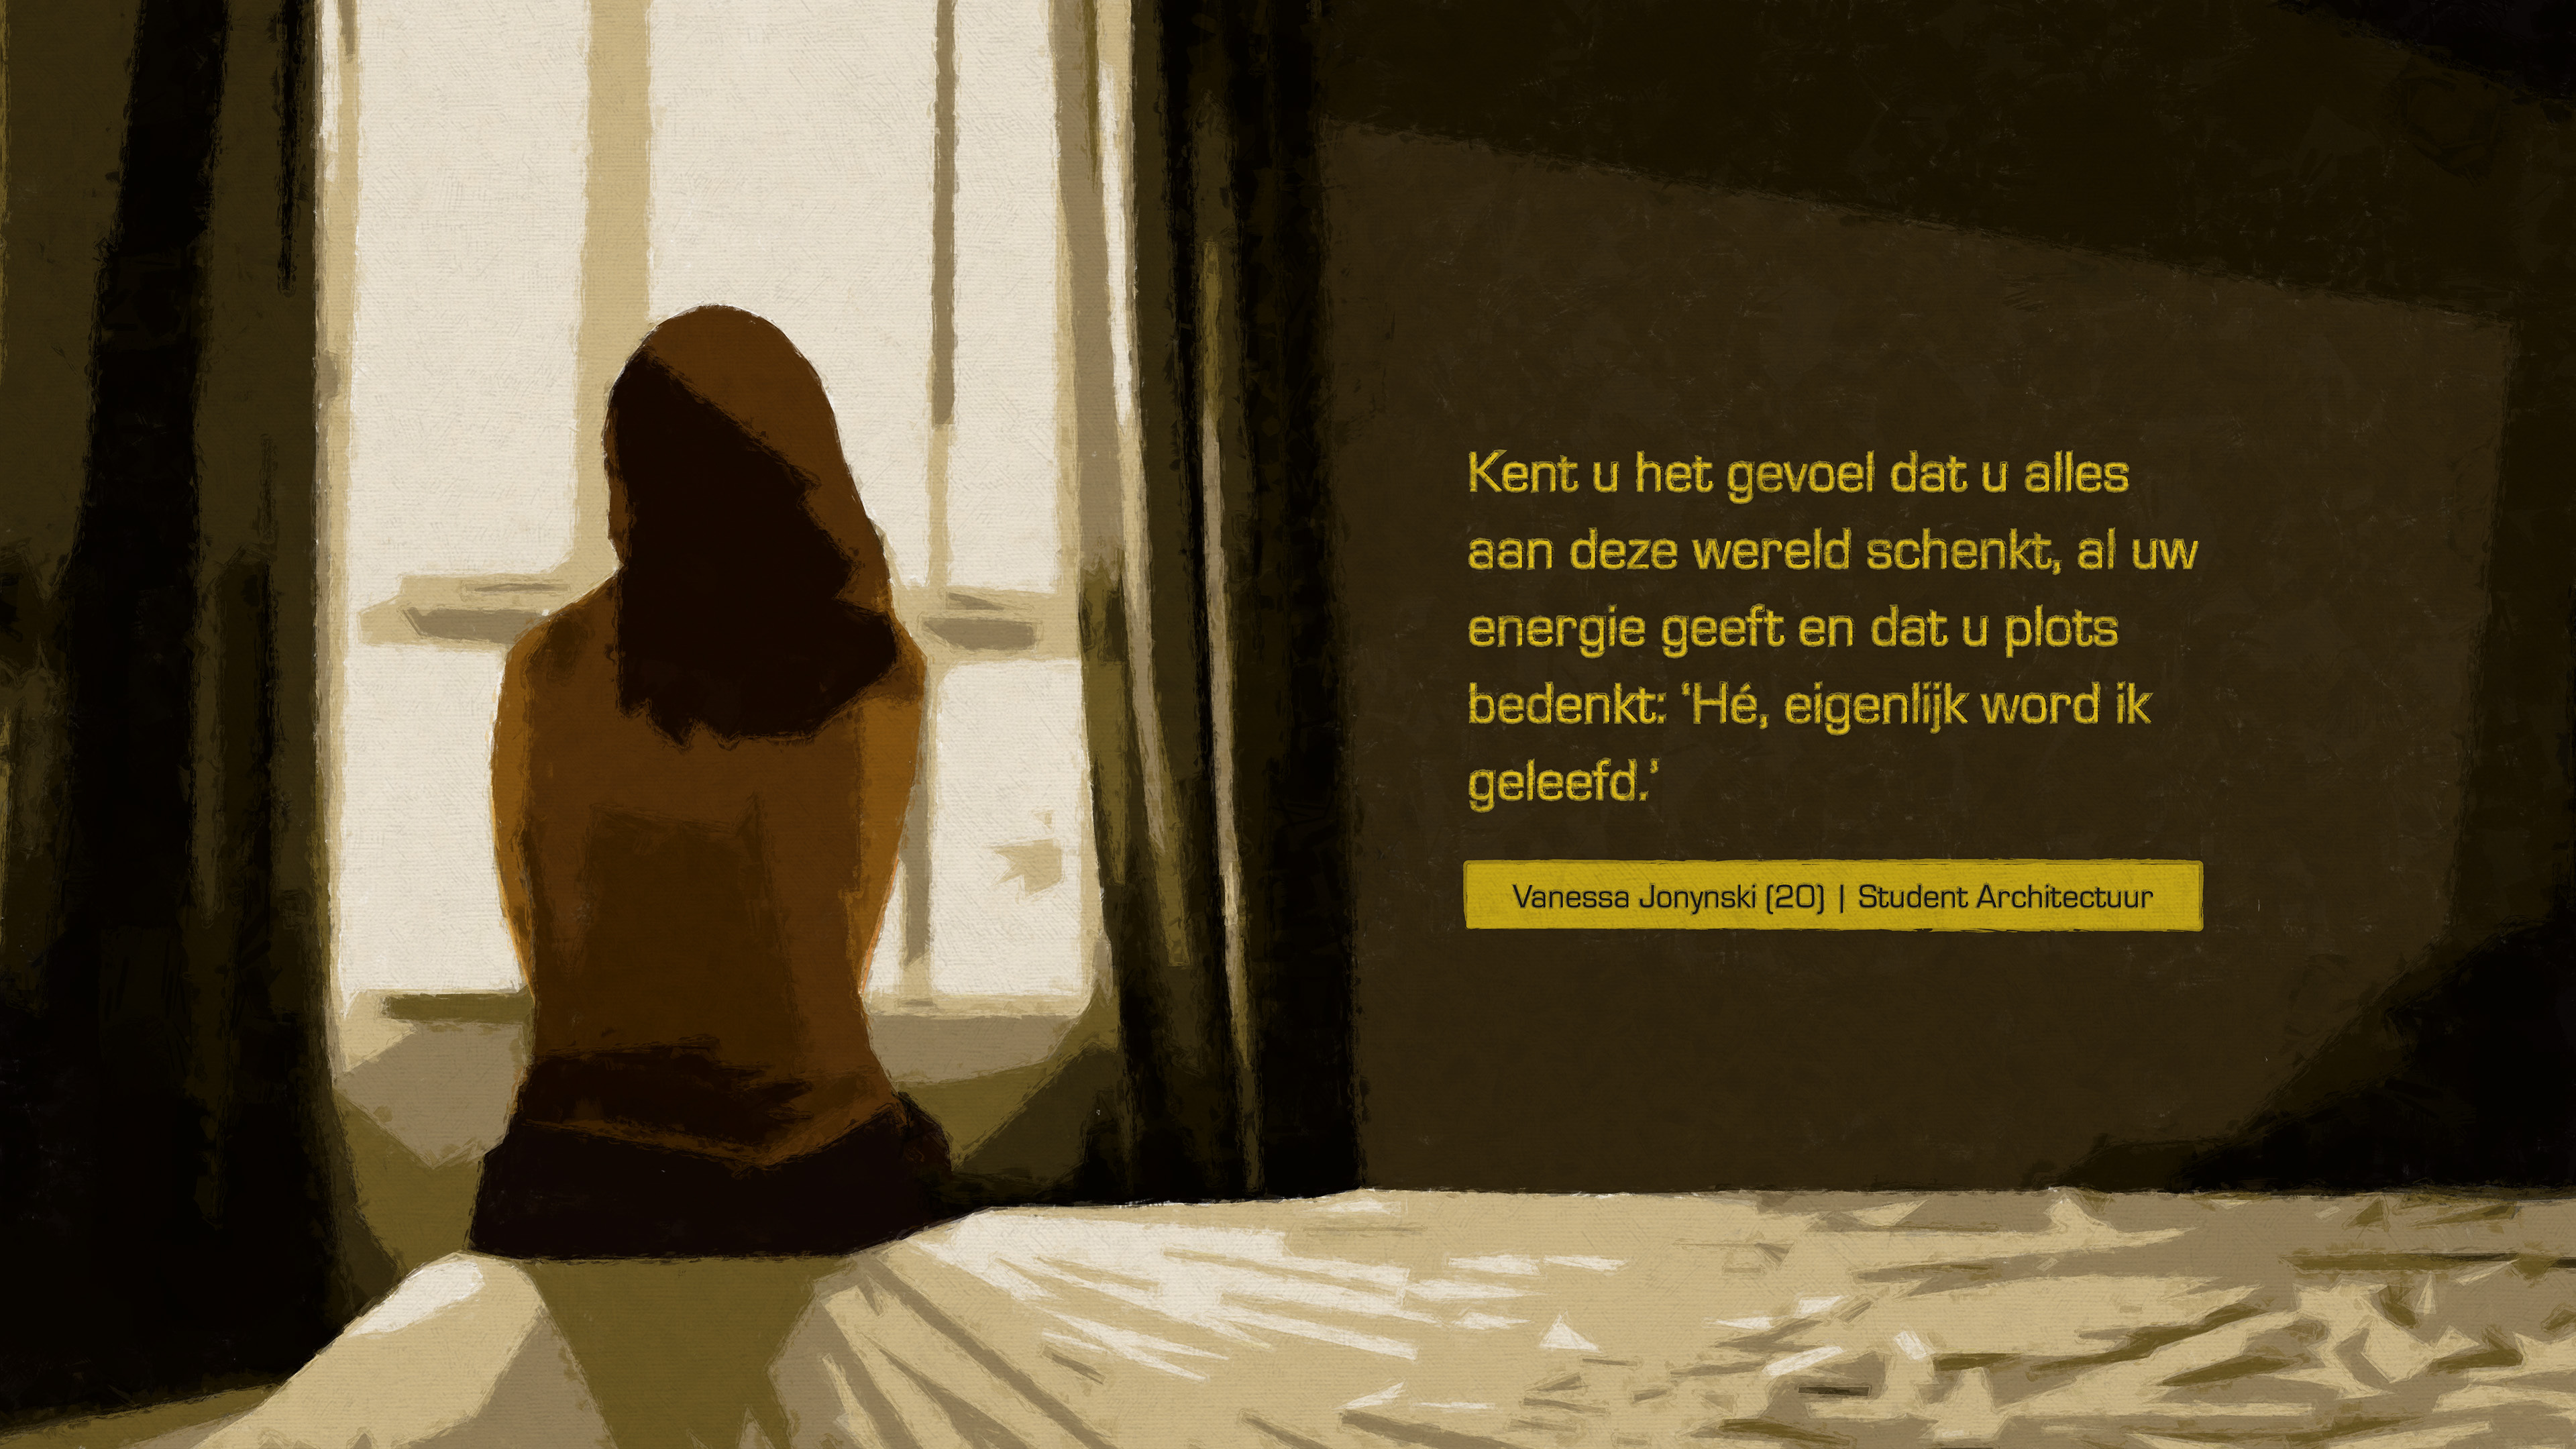 Kent u het gevoel dat u alles
aan deze wereld schenkt, al uw
energie geeft en dat u plots
bedenkt: ‘Hé, eigenlijk word ik
geleefd.’
Vanessa Jonynski (20) | Student Architectuur